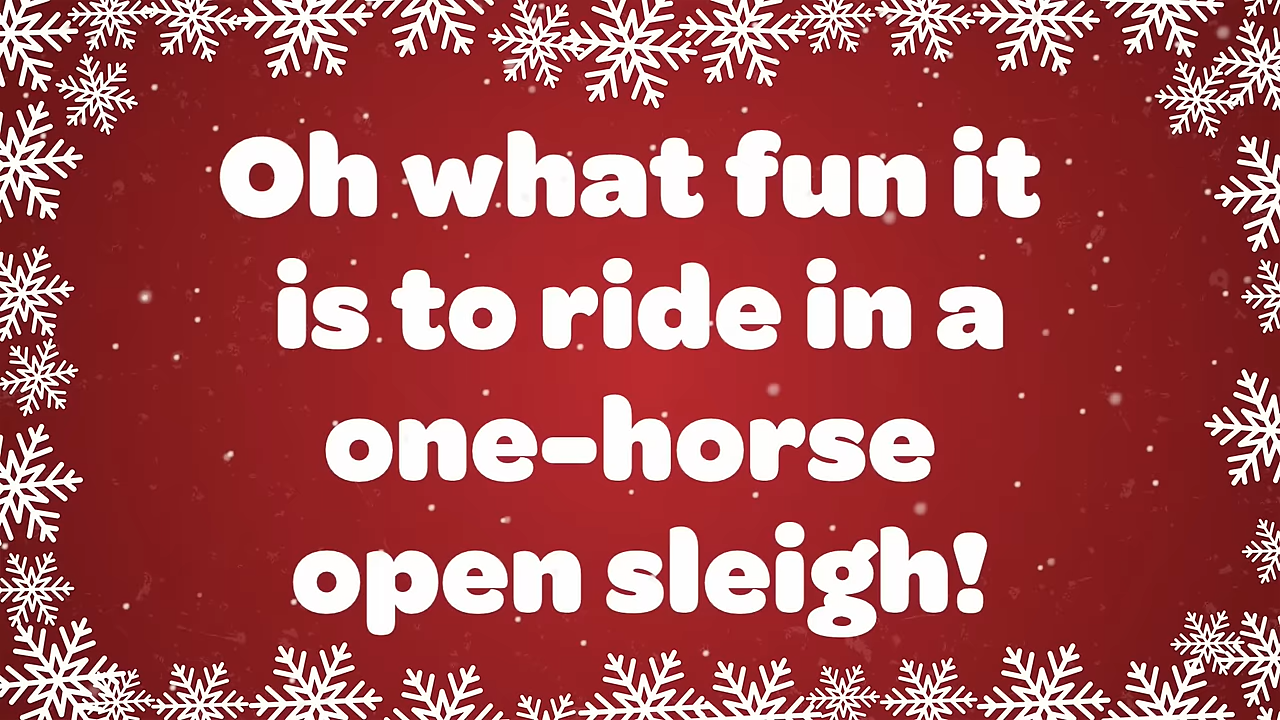 Oh what fun it
is to ride in a
one-horse
open sleigh!